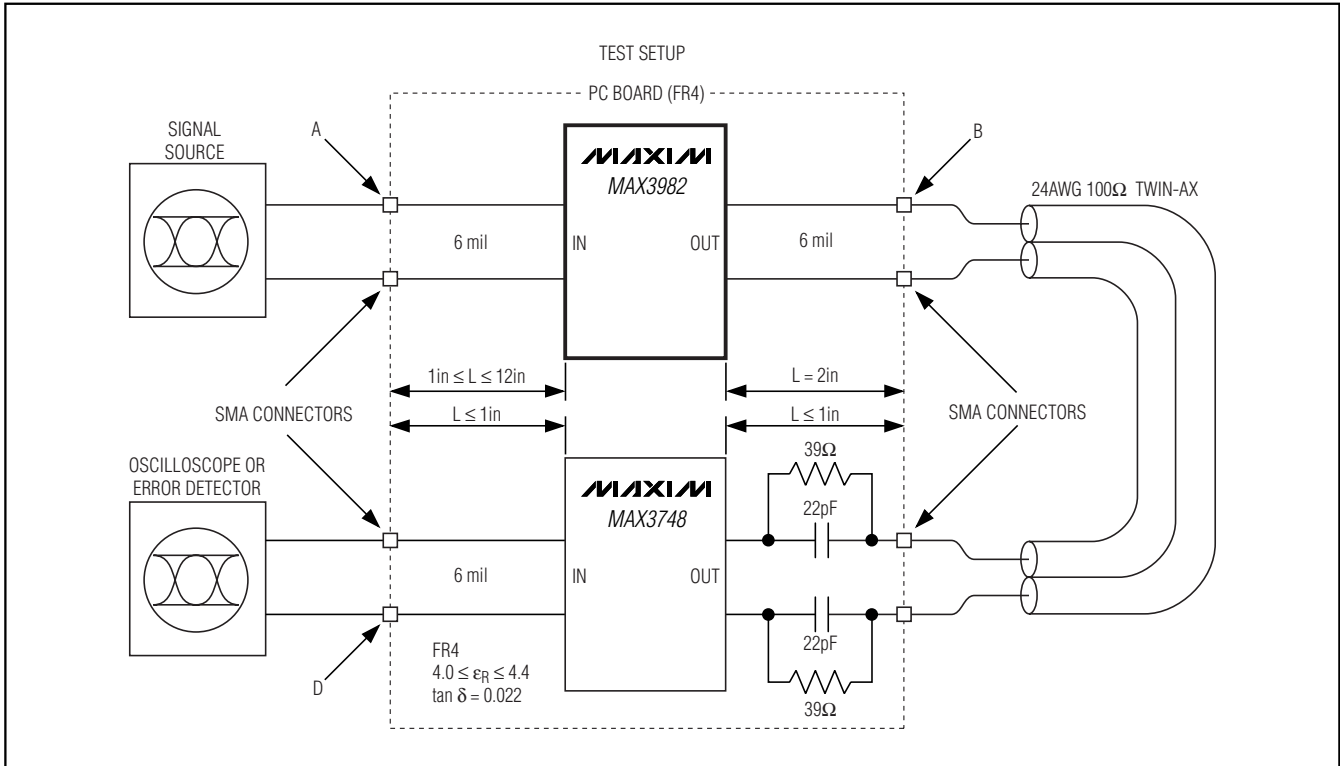 TEST SETUP
PC BOARD (FR4)
SIGNAL
SOURCE
A
B
MAXIM
MAX3982
24AWG 100Ω TWIN-AX
6 mil
IN
OUT
6 mil
1in ≤ L ≤ 12in
L = 2in
SMA CONNECTORS
L ≤ 1in
L ≤ 1in
SMA CONNECTORS
OSCILLOSCOPE OR
ERROR DETECTOR
39Ω
MAXIM
MAX3748
22pF
6 mil
IN
OUT
22pF
FR4
4.0 ≤ εR ≤ 4.4
tan δ = 0.022
D
39Ω